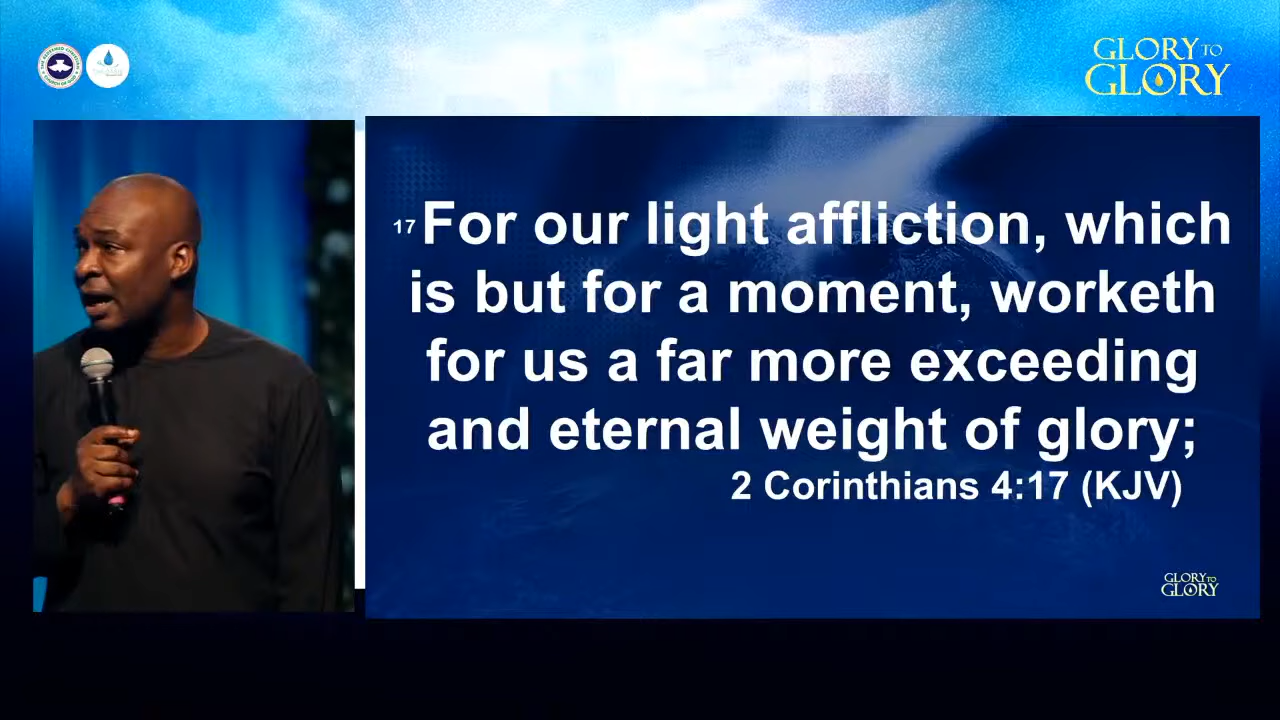 GLORY TO
GLORY
17 For our light affliction, which
is but for a moment, worketh
for us a far more exceeding
and eternal weight of glory;
2 Corinthians 4:17 (KJV)
GLORY TO
GLORY